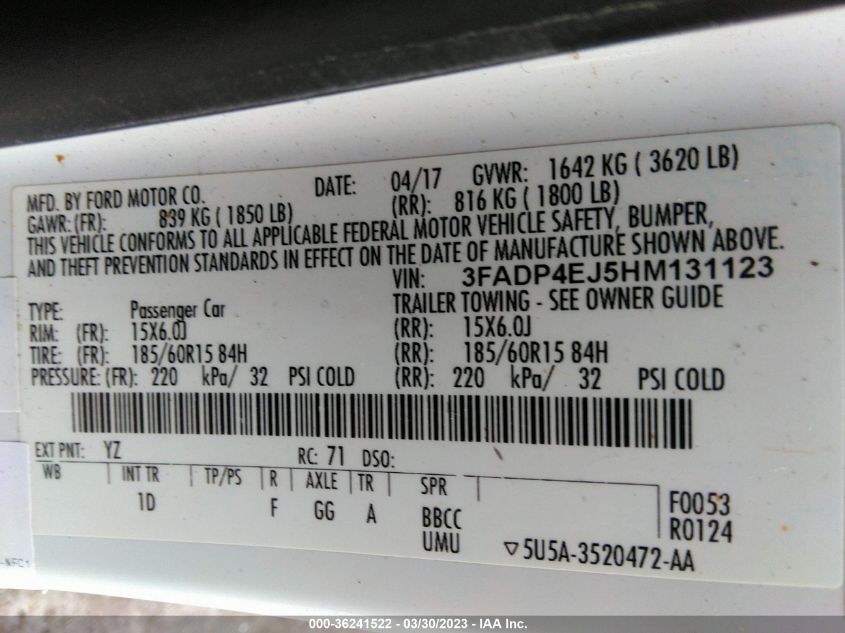 MFD. BY FORD MOTOR CO. DATE: 04/17 GVWR: 1642 KG ( 3620 LB)
GAWR: (FR): 839 KG ( 1850 LB) (RR): 816 KG ( 1800 LB)
THIS VEHICLE CONFORMS TO ALL APPLICABLE FEDERAL MOTOR VEHICLE SAFETY, BUMPER,
AND THEFT PREVENTION STANDARDS IN EFFECT ON THE DATE OF MANUFACTURE SHOWN ABOVE.
VIN: 3FADP4EJ5HM131123
TYPE: Passenger Car TRAILER TOWING - SEE OWNER GUIDE
RIM: (FR): 15X6.0J (RR): 15X6.0J
TIRE: (FR): 185/60R15 84H (RR): 185/60R15 84H
PRESSURE: (FR): 220 kPa/ 32 PSI COLD (RR): 220 kPa/ 32 PSI COLD
EXT PNT: YZ RC: 71 DSO:
WB INT TR TP/PS R AXLE TR SPR
1D F GG A BBCC
UMU
F0053
R0124
▽5U5A-3520472-AA
-NFC1
000-36241522 - 03/30/2023 - IAA Inc.